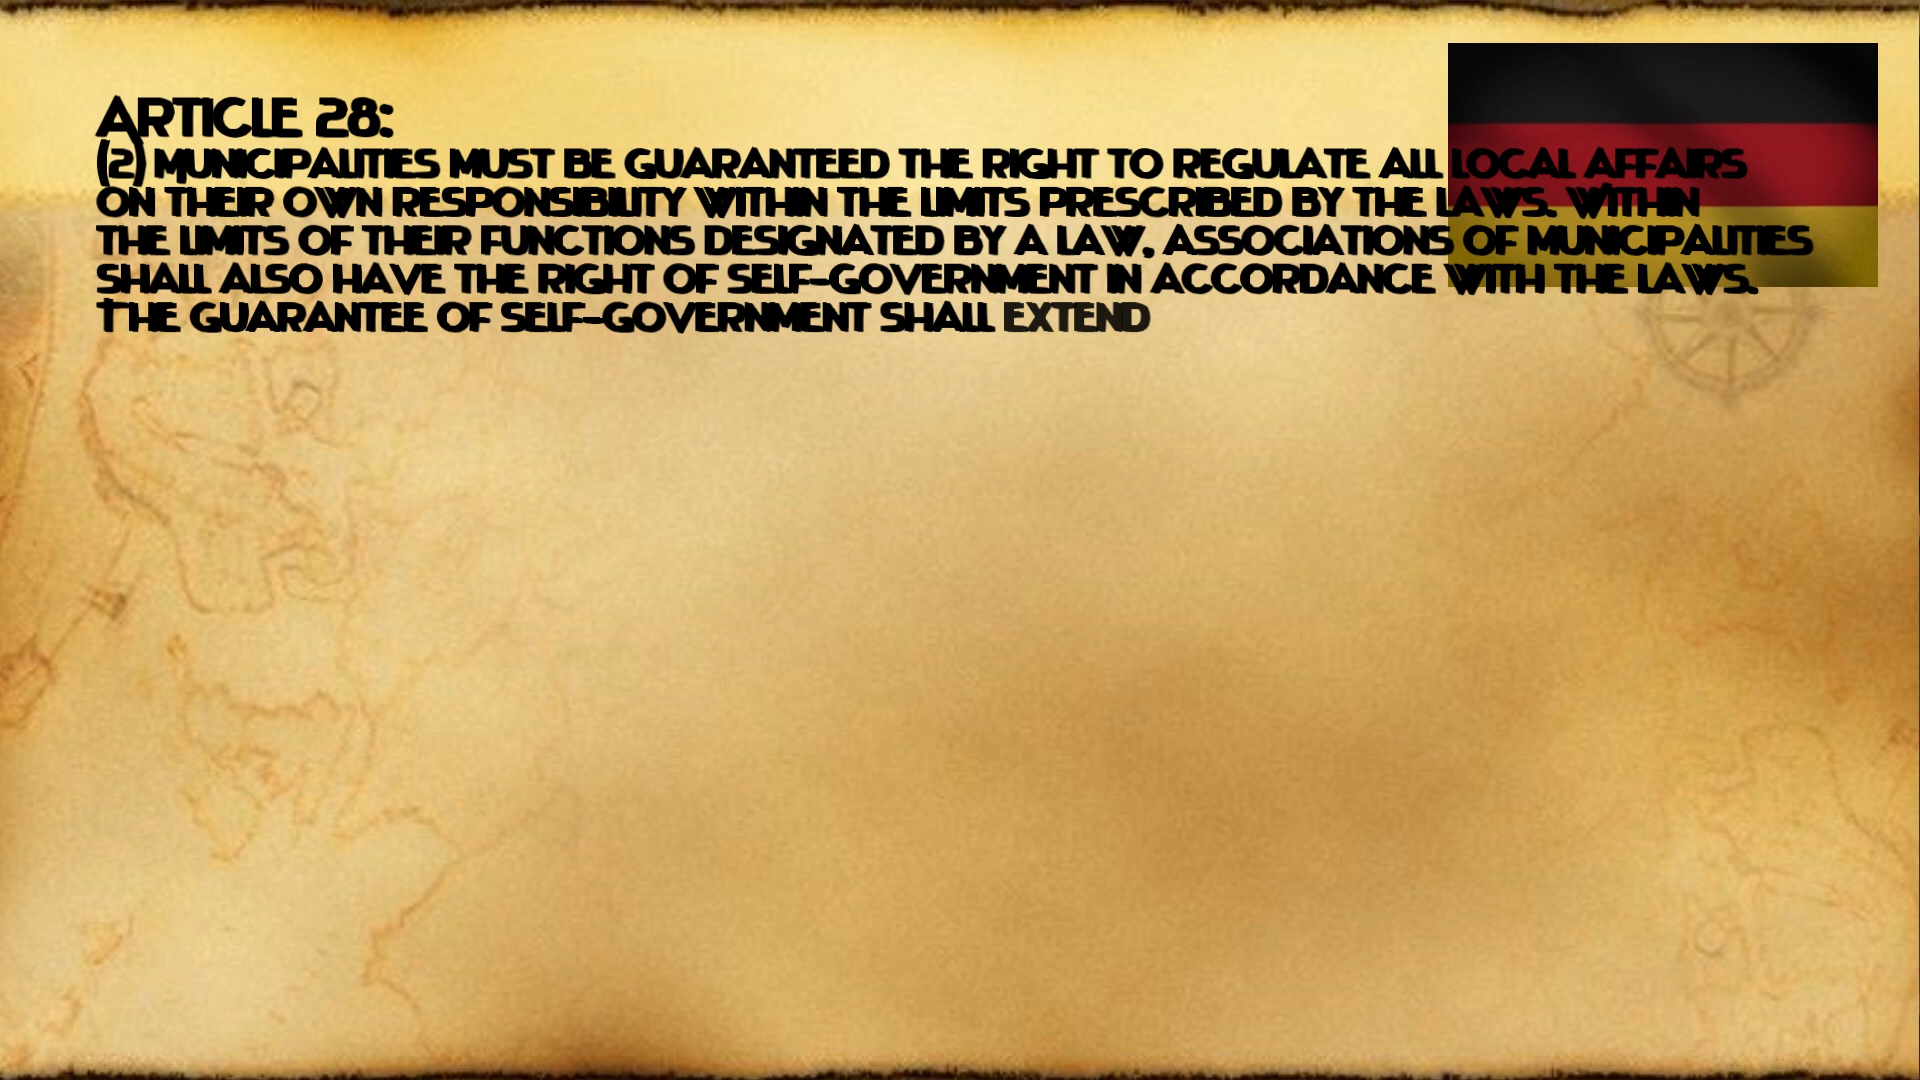 ARTICLE 28:
(2) MUNICIPALITIES MUST BE GUARANTEED THE RIGHT TO REGULATE ALL LOCAL AFFAIRS
ON THEIR OWN RESPONSIBILITY WITHIN THE LIMITS PRESCRIBED BY THE LAWS. WITHIN
THE LIMITS OF THEIR FUNCTIONS DESIGNATED BY A LAW, ASSOCIATIONS OF MUNICIPALITIES
SHALL ALSO HAVE THE RIGHT OF SELF-GOVERNMENT IN ACCORDANCE WITH THE LAWS.
THE GUARANTEE OF SELF-GOVERNMENT SHALL EXTEND